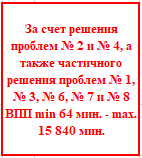 За счет решения
проблем № 2 и № 4, а
также частичного
решения проблем № 1,
№ 3, № 6, № 7 и № 8
ВПП min 64 мин. - max.
15 840 мин.